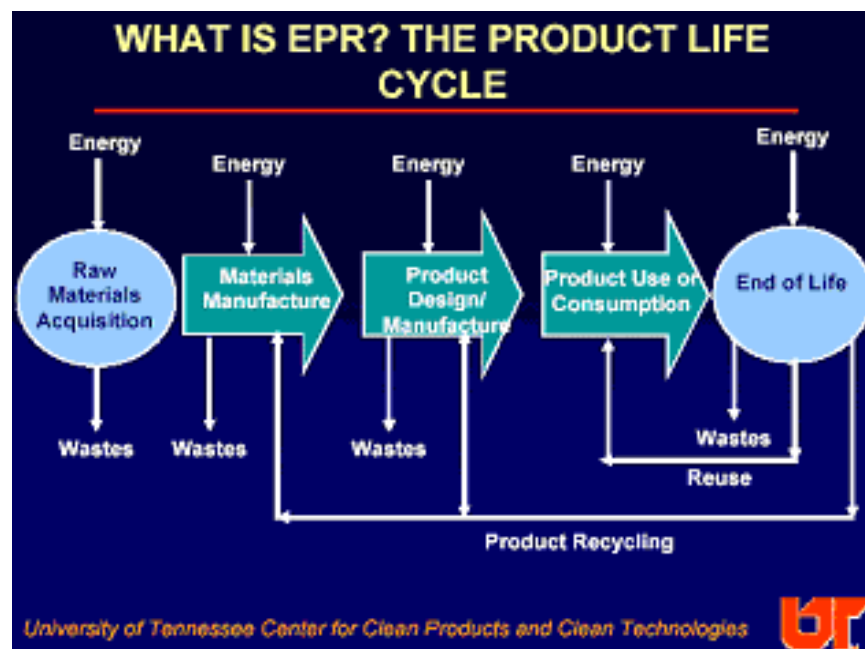 WHAT IS EPR? THE PRODUCT LIFE
CYCLE
Energy
Energy
Energy
Energy
Energy
Raw
Materials
Acquisition
Materials
Manufacture
Product
Design/
Manufacture
Product Use or
Consumption
End of Life
Wastes
Wastes
Wastes
Wastes
Reuse
Product Recycling
University of Tennessee Center for Clean Products and Clean Technologies
UT